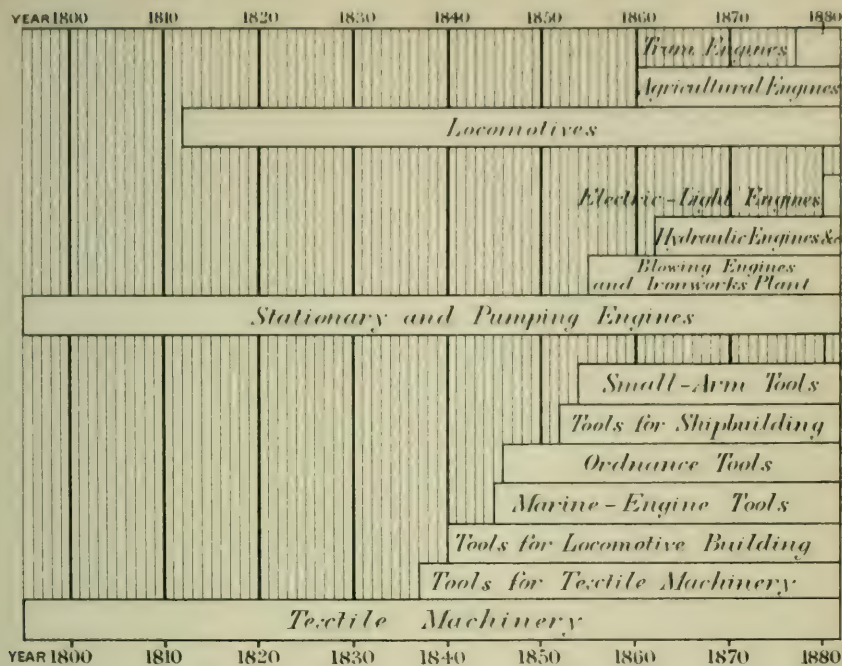 YEAR 1800 1810 1820 1830 1840 1850 1860 1870 1880
Tram Engines
Agricultural Engines
Locomotives
Electric-Light Engines
Hydraulic Engines &c
Blowing Engines
and Ironworks Plant
Stationary and Pumping Engines
Small-Arm Tools
Tools for Shipbuilding
Ordnance Tools
Marine-Engine Tools
Tools for Locomotive Building
Tools for Textile Machinery
Textile Machinery
YEAR 1800 1810 1820 1830 1840 1850 1860 1870 1880